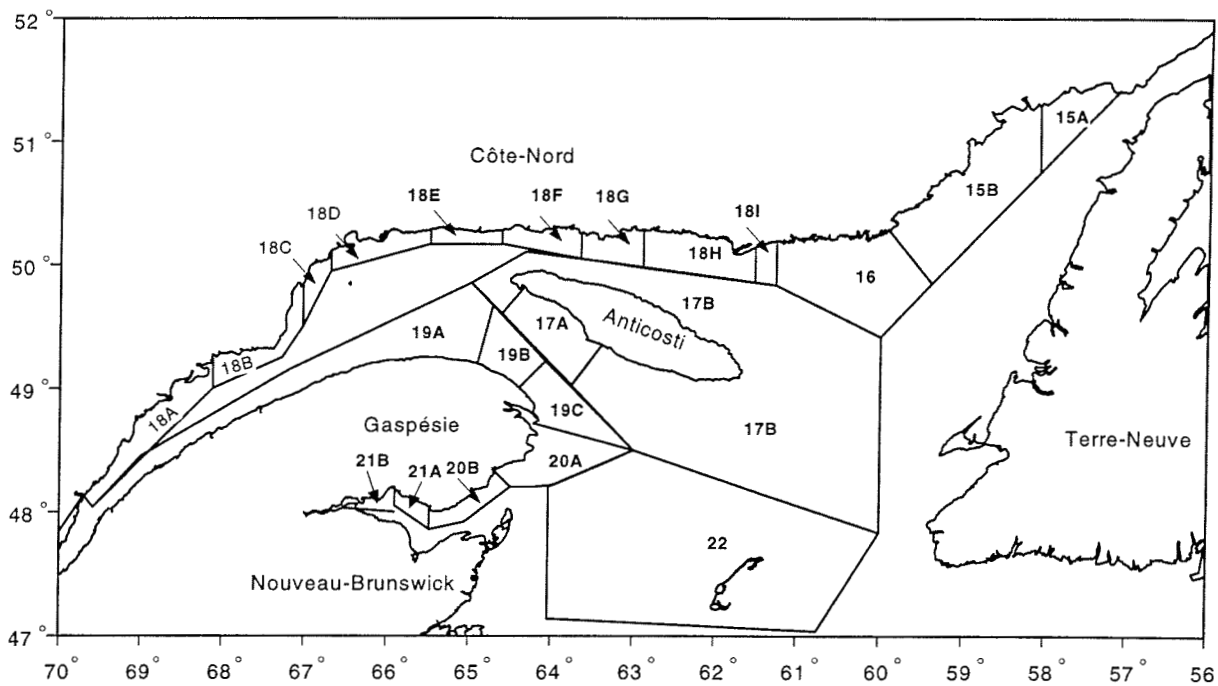 52 °
51 °
50 °
49 °
48 °
47 °
15A
Côte-Nord
15B
18E
18F
18G
18I
18D
18C
18H
16
17B
17A
Anticosti
19A
19B
18B
18A
19C
17B
Gaspésie
Terre-Neuve
20A
21B
21A
20B
22
Nouveau-Brunswick
70 ° 69 ° 68 ° 67 ° 66 ° 65 ° 64 ° 63 ° 62 ° 61 ° 60 ° 59 ° 58 ° 57 ° 56